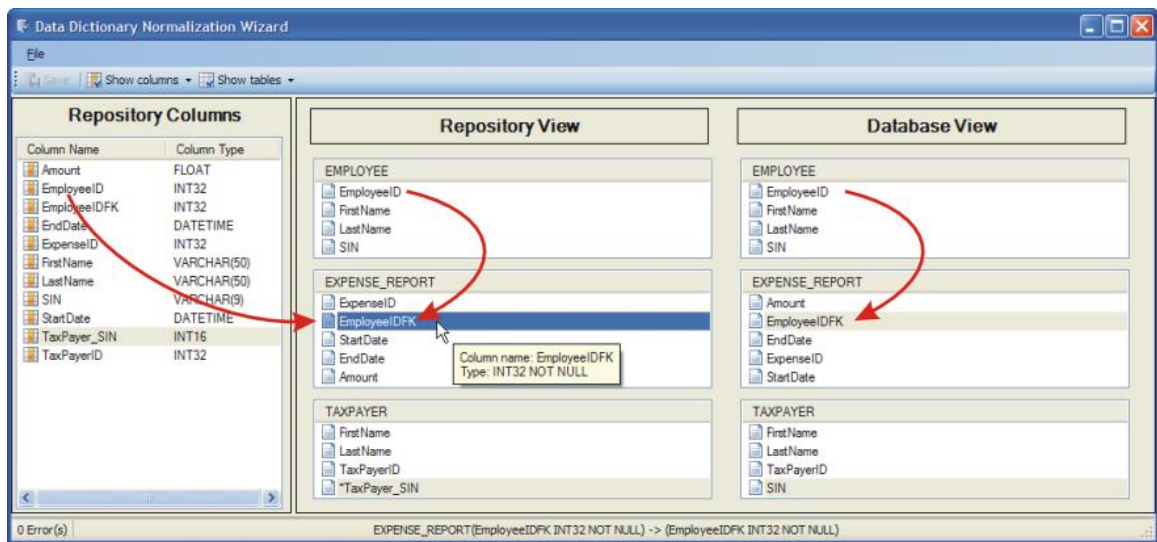 Data Dictionary Normalization Wizard
File
Save Show columns Show tables
Repository Columns
Column Name Column Type
Amount FLOAT
EmployeeID INT32
EmployeeIDFK INT32
EndDate DATETIME
ExpenseID INT32
FirstName VARCHAR(50)
LastName VARCHAR(50)
SIN VARCHAR(9)
StartDate DATETIME
TaxPayer_SIN INT16
TaxPayerID INT32
Repository View
EMPLOYEE
EmployeeID
FirstName
LastName
SIN
EXPENSE_REPORT
ExpenseID
EmployeeIDFK
StartDate
EndDate
Amount
Column name: EmployeeIDFK
Type: INT32 NOT NULL
TAXPAYER
FirstName
LastName
TaxPayerID
*TaxPayer_SIN
Database View
EMPLOYEE
EmployeeID
FirstName
LastName
SIN
EXPENSE_REPORT
Amount
EmployeeIDFK
EndDate
ExpenseID
StartDate
TAXPAYER
FirstName
LastName
TaxPayerID
SIN
0 Error(s)
EXPENSE_REPORT(EmployeeIDFK INT32 NOT NULL) -> (EmployeeIDFK INT32 NOT NULL)